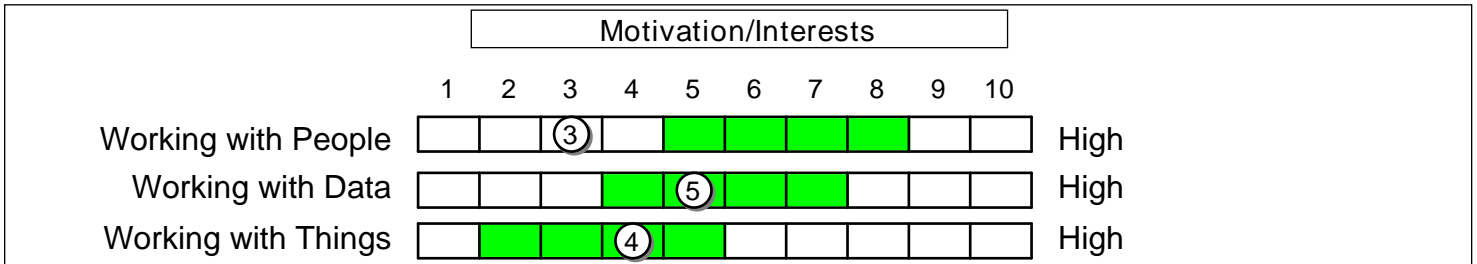 Motivation/Interests
1 2 3 4 5 6 7 8 9 10
Working with People 3 High
Working with Data 5 High
Working with Things 4 High